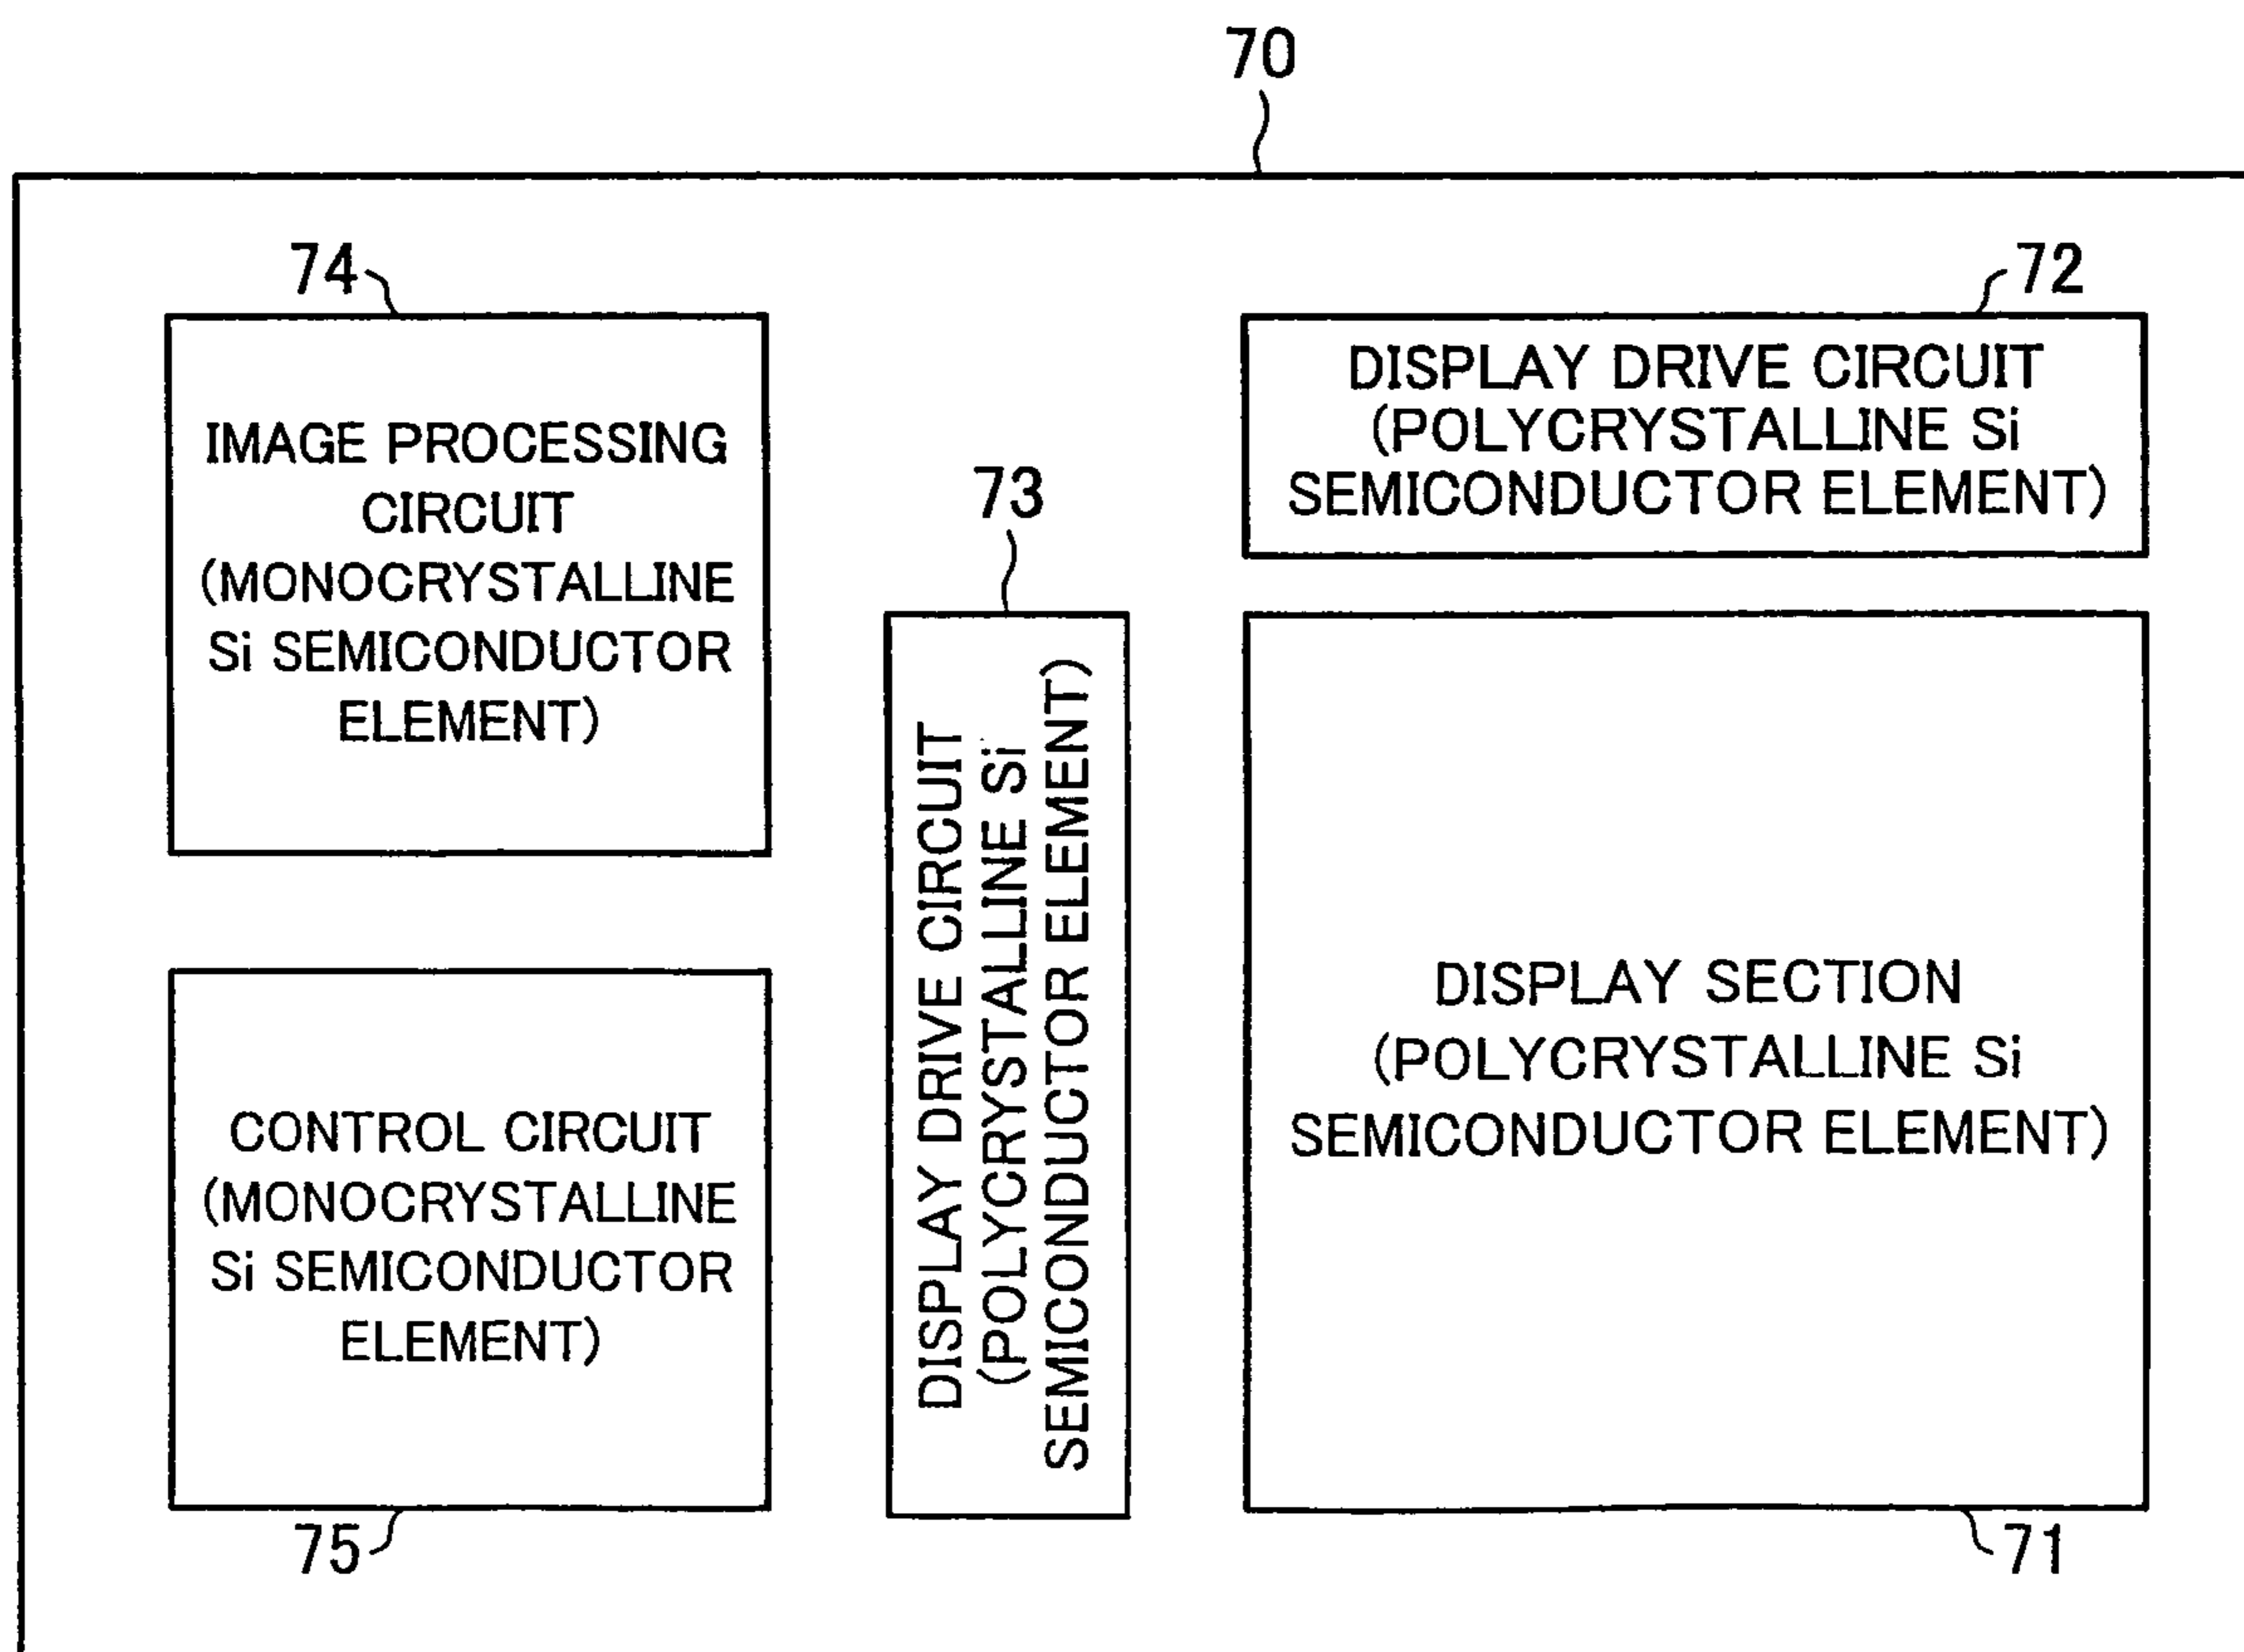 70
74
IMAGE PROCESSING
CIRCUIT
(MONOCRYSTALLINE
Si SEMICONDUCTOR
ELEMENT)
72
DISPLAY DRIVE CIRCUIT
(POLYCRYSTALLINE Si
SEMICONDUCTOR ELEMENT)
73
DISPLAY DRIVE CIRCUIT
(POLYCRYSTALLINE Si
SEMICONDUCTOR ELEMENT)
DISPLAY SECTION
(POLYCRYSTALLINE Si
SEMICONDUCTOR ELEMENT)
71
CONTROL CIRCUIT
(MONOCRYSTALLINE
Si SEMICONDUCTOR
ELEMENT)
75